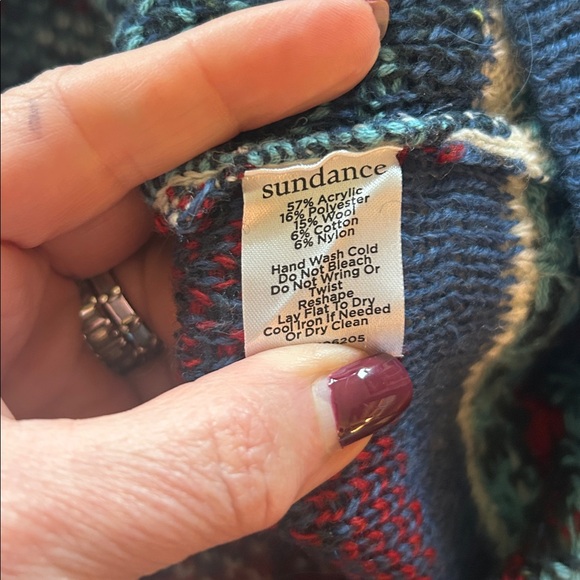 sundance
57% Acrylic
16% Polyester
15% Wool
6% Cotton
6% Nylon
Hand Wash Cold
Do Not Bleach
Do Not Wring Or
Twist
Reshape
Lay Flat To Dry
Cool Iron if Needed
Or Dry Clean